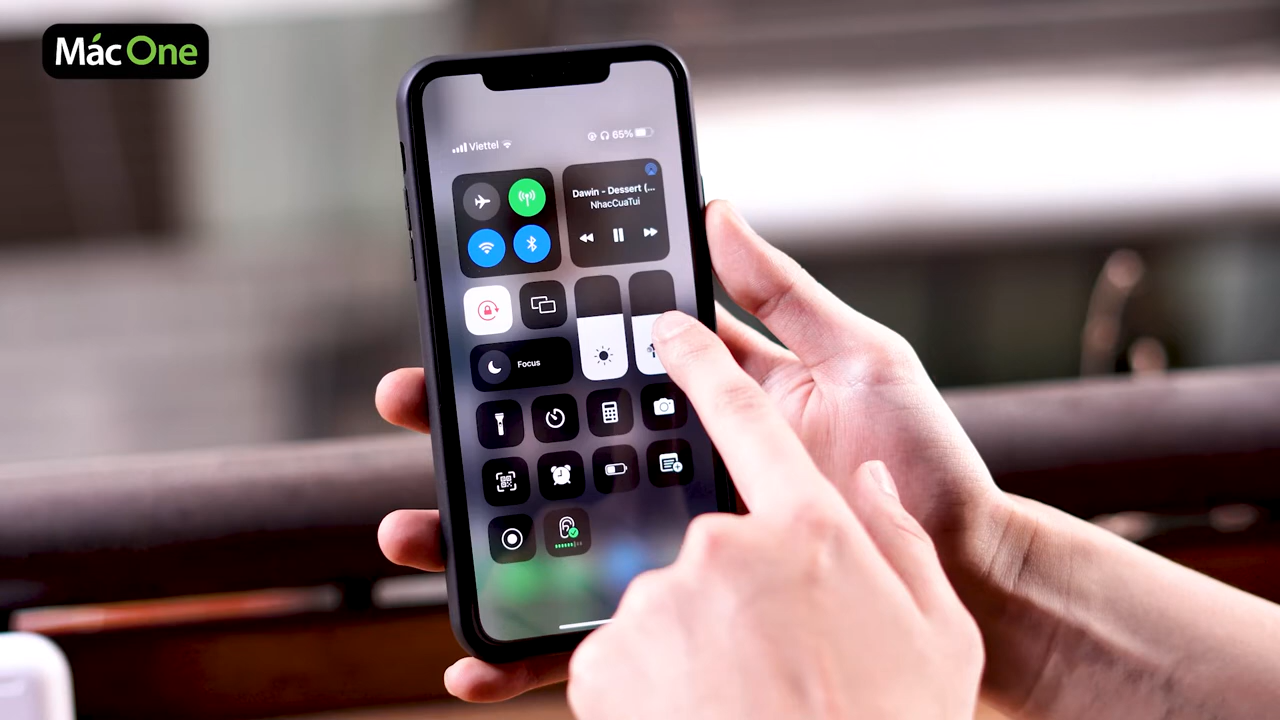 Mác One
Viettel
65%
Dawin - Dessert (...
NhacCuaTui
Focus